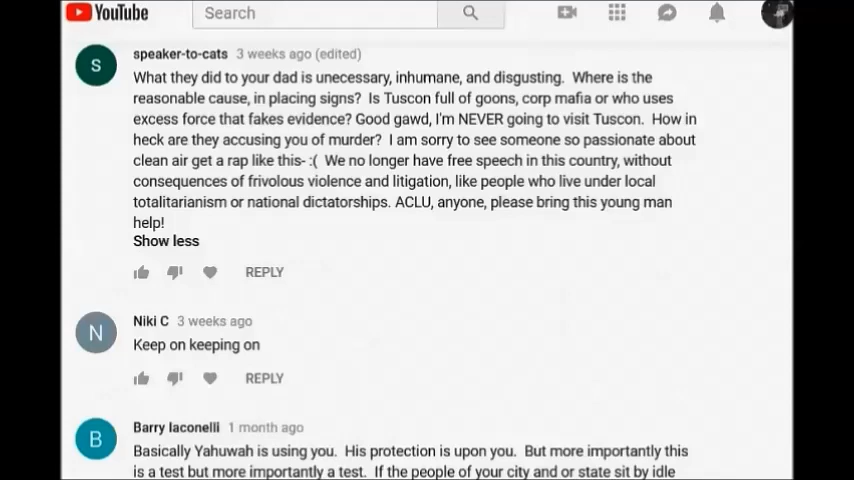 YouTube
Search
S
speaker-to-cats 3 weeks ago (edited)
What they did to your dad is unecessary, inhumane, and disgusting. Where is the
reasonable cause, in placing signs? Is Tuscon full of goons, corp mafia or who uses
excess force that fakes evidence? Good gawd, I'm NEVER going to visit Tuscon. How in
heck are they accusing you of murder? I am sorry to see someone so passionate about
clean air get a rap like this- :( We no longer have free speech in this country, without
consequences of frivolous violence and litigation, like people who live under local
totalitarianism or national dictatorships. ACLU, anyone, please bring this young man
help!
Show less
REPLY
N
Niki C 3 weeks ago
Keep on keeping on
REPLY
B
Barry Iaconelli 1 month ago
Basically Yahuwah is using you. His protection is upon you. But more importantly this
is a test but more importantly a test. If the people of your city and or state sit by idle